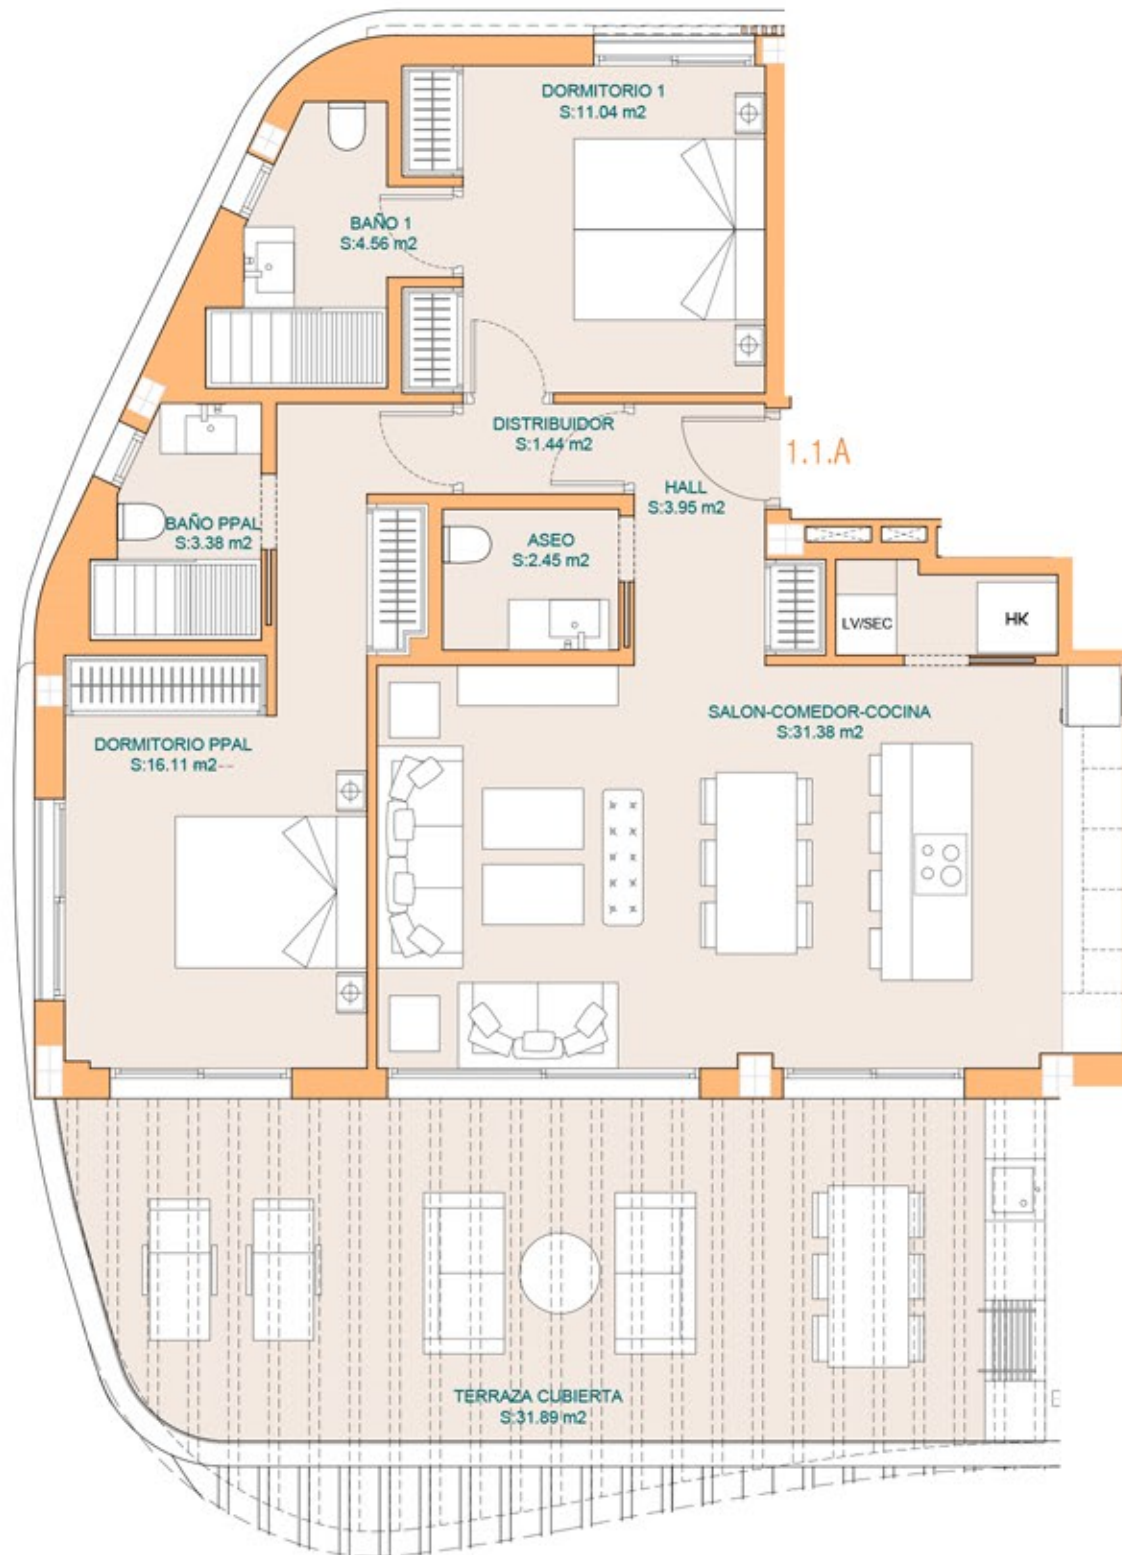 DORMITORIO 1
S:11.04 m2
BAÑO 1
S:4.56 m2
DISTRIBUIDOR
S:1.44 m2
1.1.A
HALL
S:3.95 m2
BAÑO PPAL
S:3.38 m2
ASEO
S:2.45 m2
LV/SEC
HK
SALON-COMEDOR-COCINA
S:31.38 m2
DORMITORIO PPAL
S:16.11 m2
TERRAZA CUBIERTA
S:31.89 m2